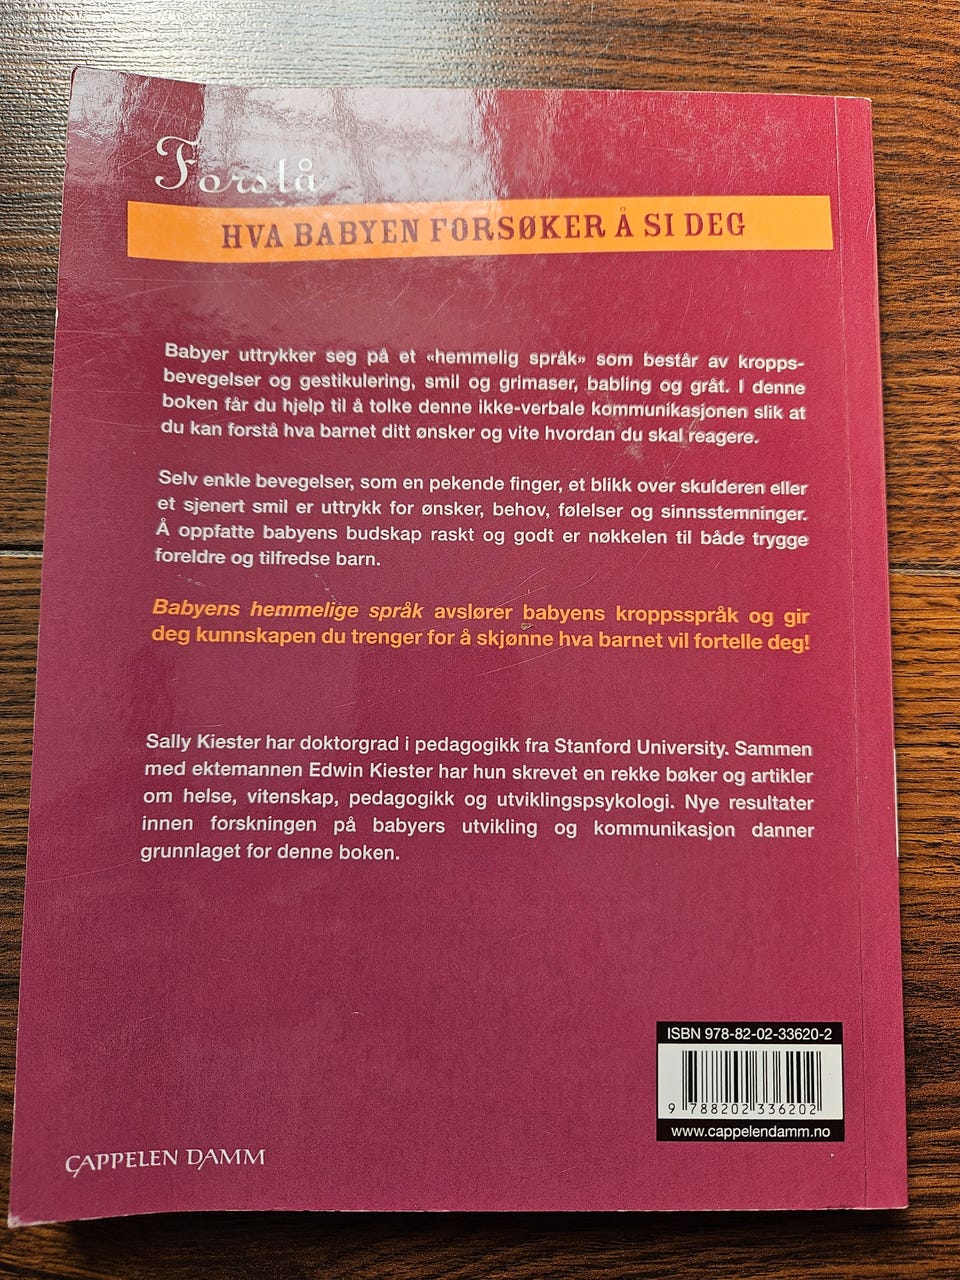 Forstå
HVA BABYEN FORSØKER Å SI DEG
Babyer uttrykker seg på et «hemmelig språk» som består av kropps-
bevegelser og gestikulering, smil og grimaser, babling og gråt. I denne
boken får du hjelp til å tolke denne ikke-verbale kommunikasjonen slik at
du kan forstå hva barnet ditt ønsker og vite hvordan du skal reagere.
Selv enkle bevegelser, som en pekende finger, et blikk over skulderen eller
et sjenert smil er uttrykk for ønsker, behov, følelser og sinnsstemninger.
Å oppfatte babyens budskap raskt og godt er nøkkelen til både trygge
foreldre og tilfredse barn.
Babyens hemmelige språk avslører babyens kroppsspråk og gir
deg kunnskapen du trenger for å skjønne hva barnet vil fortelle deg!
Sally Kiester har doktorgrad i pedagogikk fra Stanford University. Sammen
med ektemannen Edwin Kiester har hun skrevet en rekke bøker og artikler
om helse, vitenskap, pedagogikk og utviklingspsykologi. Nye resultater
innen forskningen på babyers utvikling og kommunikasjon danner
grunnlaget for denne boken.
ISBN 978-82-02-33620-2
9 788202 336202
www.cappelendamm.no
CAPPELEN DAMM